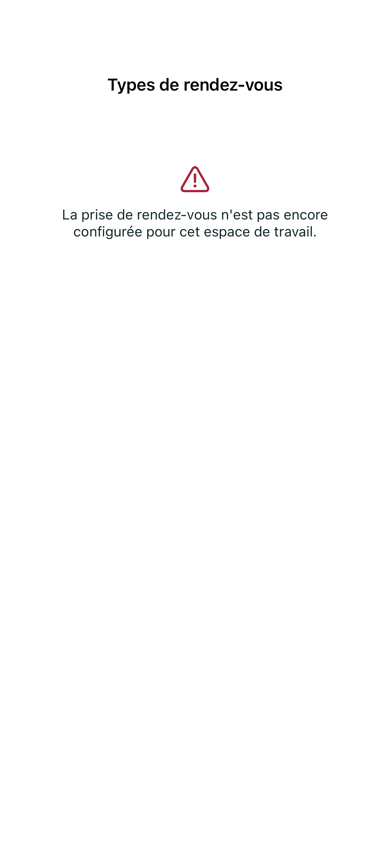 Types de rendez-vous
La prise de rendez-vous n'est pas encore
configurée pour cet espace de travail.